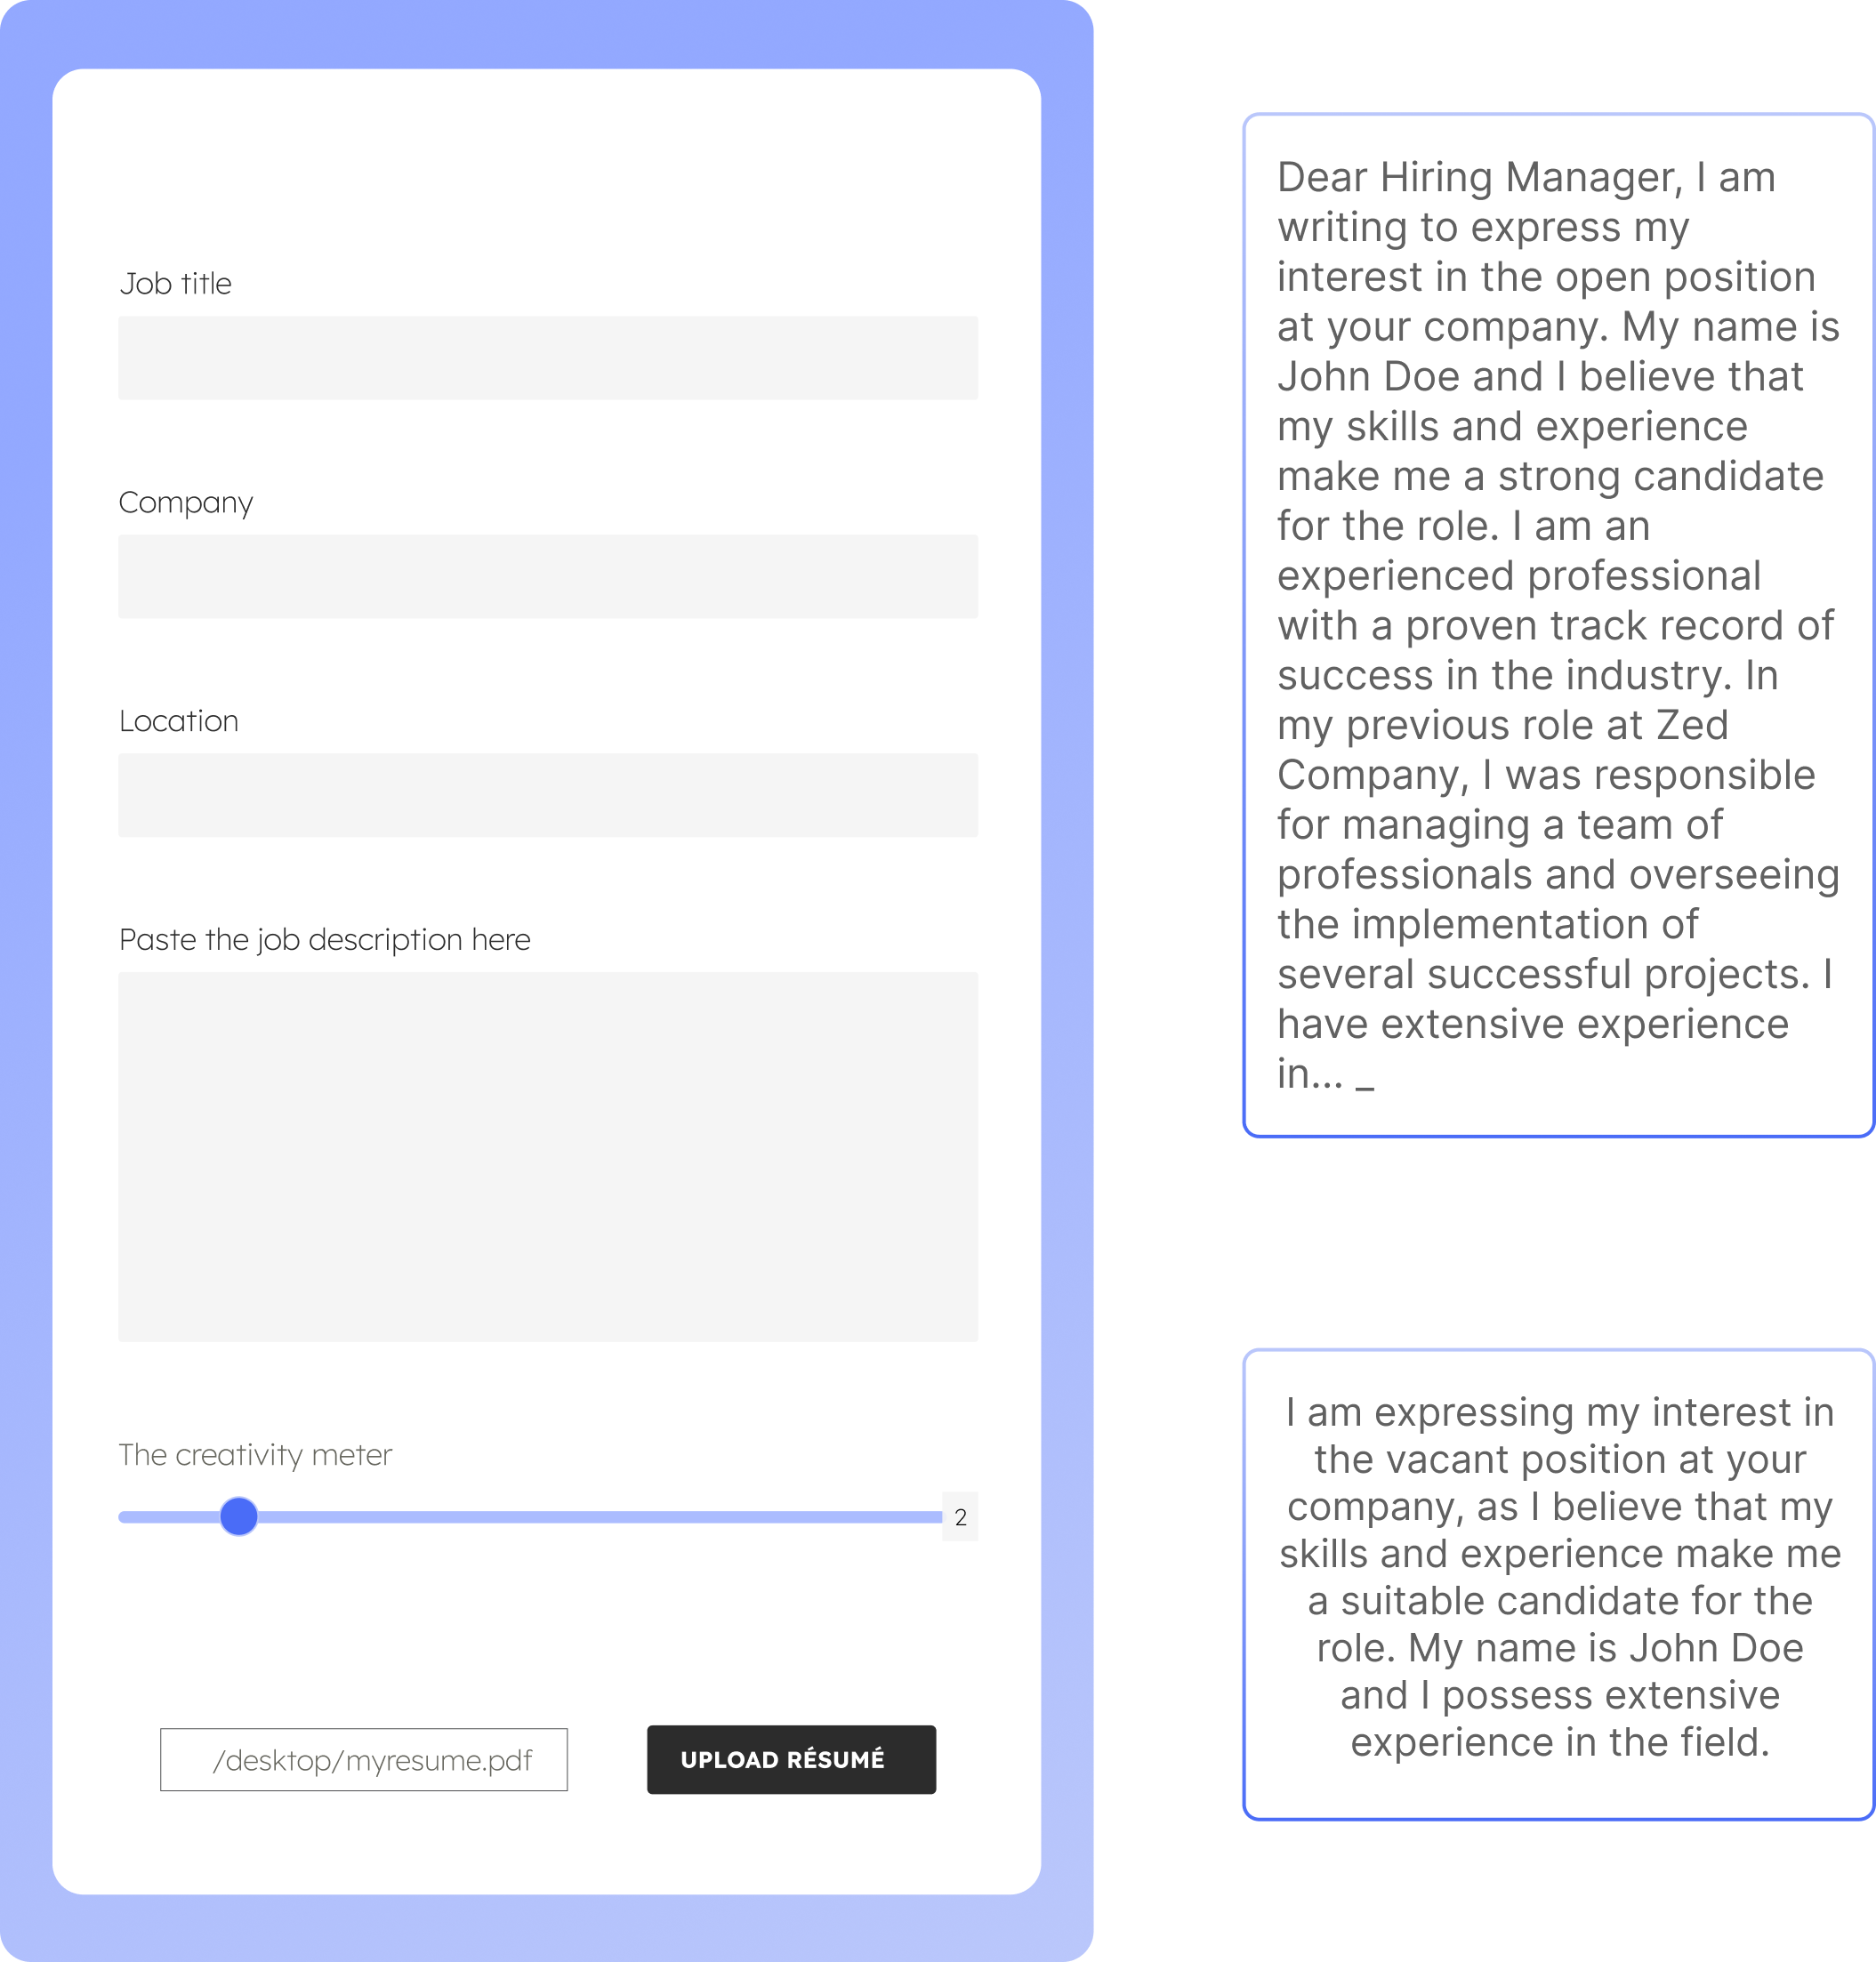 Job title
Company
Location
Paste the job description here
The creativity meter
2
/desktop/myresume.pdf
UPLOAD RÉSUMÉ
Dear Hiring Manager, I am
writing to express my
interest in the open position
at your company. My name is
John Doe and I believe that
my skills and experience
make me a strong candidate
for the role. I am an
experienced professional
with a proven track record of
success in the industry. In
my previous role at Zed
Company, I was responsible
for managing a team of
professionals and overseeing
the implementation of
several successful projects. I
have extensive experience
in... _
I am expressing my interest in
the vacant position at your
company, as I believe that my
skills and experience make me
a suitable candidate for the
role. My name is John Doe
and I possess extensive
experience in the field.